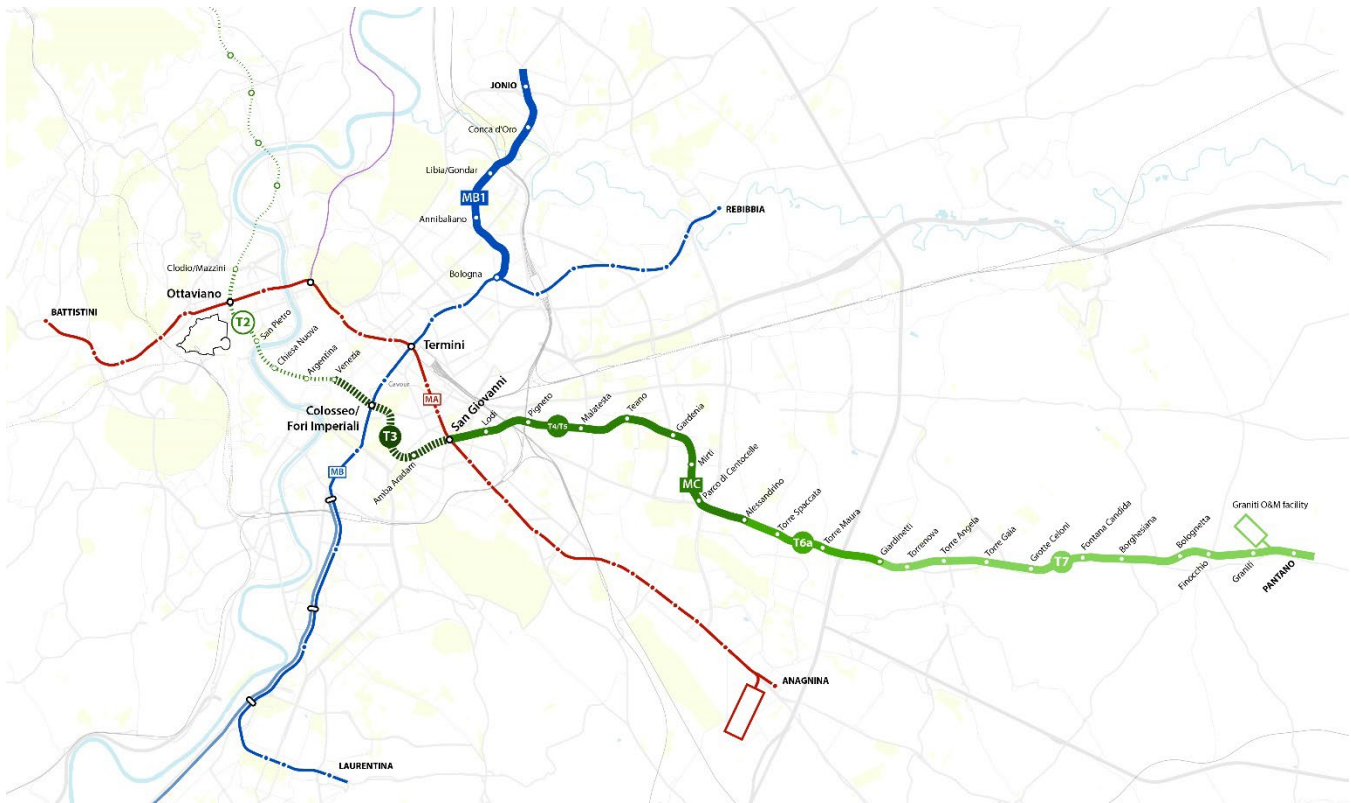 JONIO
Conca d'Oro
Libia/Gondar
MB1
Annibaliano
REBIBBIA
Bologna
Clodio/Mazzini
Ottaviano
BATTISTINI
T2
San Pietro
Chiesa Nuova
Argentina
Venezia
Termini
Cavour
MA
Colosseo/
Fori Imperiali
T3
San Giovanni
Amba Aradam
MB
Lodi
Pigneto
T4/T5
Malatesta
Teano
Gardenia
Mirti
MC
Parco di Centocelle
Alessandrino
Torre Spaccata
T6a
Torre Maura
Giardinetti
Torrenova
Torre Angela
Torre Gaia
Grotte Celoni
T7
Fontana Candida
Borghesiana
Bolognetta
Finocchio
Graniti O&M facility
Graniti
PANTANO
ANAGNINA
LAURENTINA